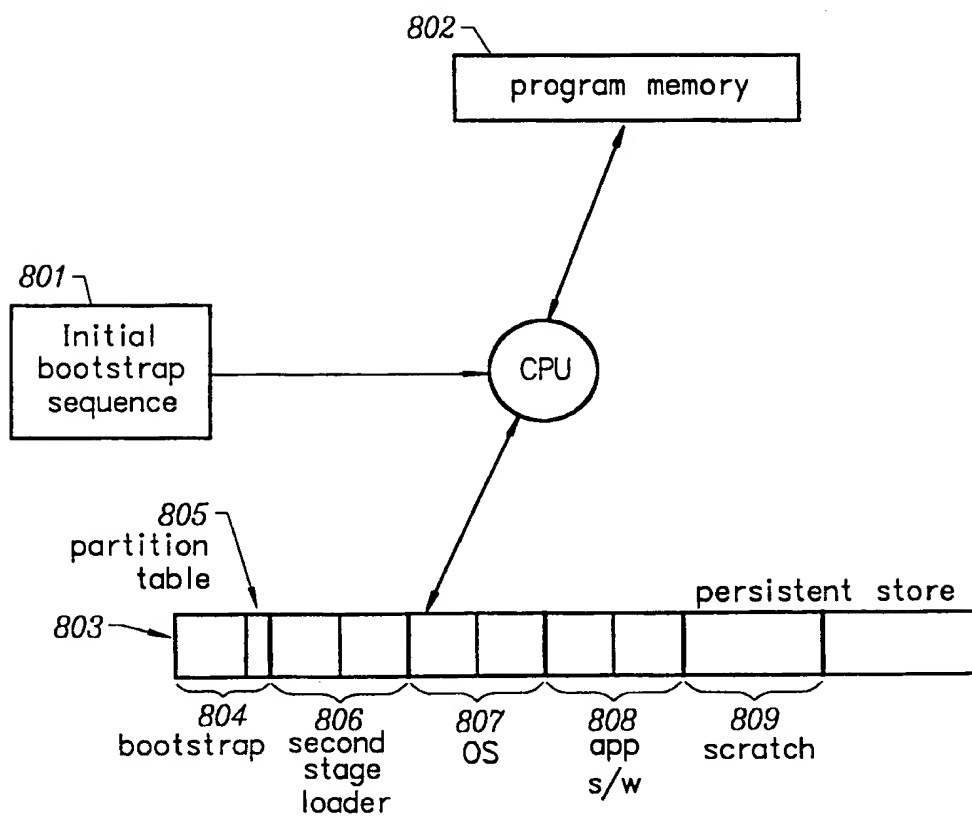 802
program memory
801
Initial
bootstrap
sequence
CPU
805
partition
table
persistent store
803
804
bootstrap
806
second
stage
loader
807
OS
808
app
s/w
809
scratch